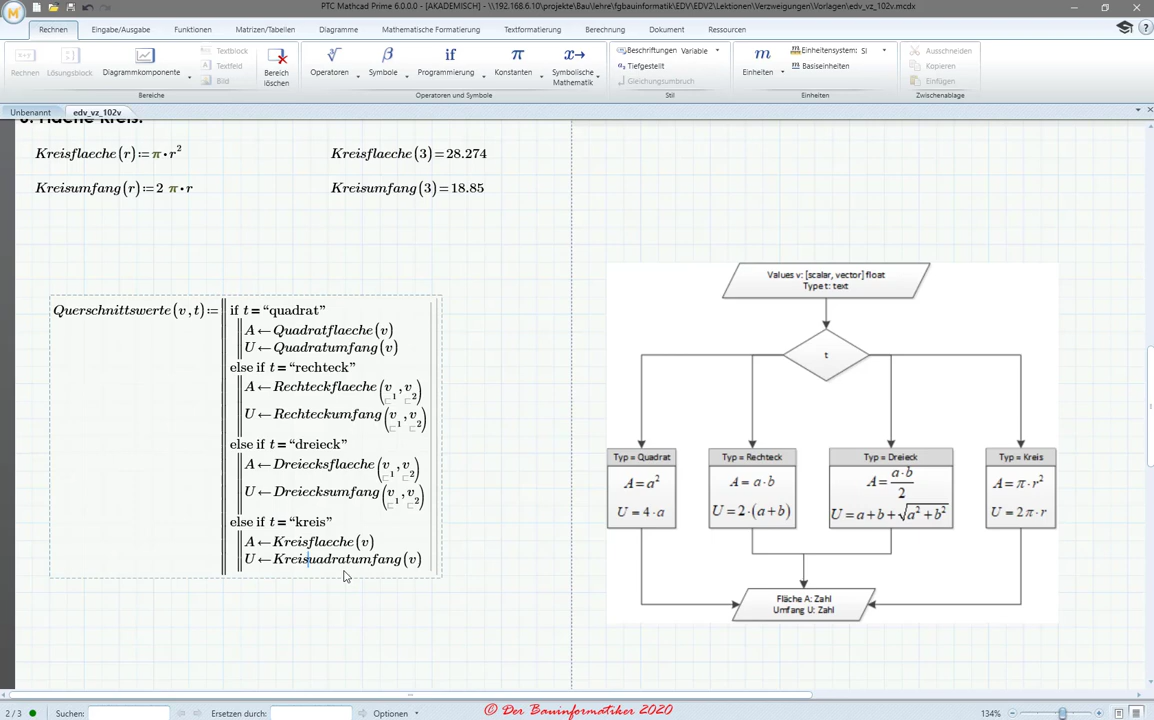 PTC Mathcad Prime 6.0.0.0 - [AKADEMISCH] - \\192.168.6.10\projekte\Bau\lehre\fgbauinformatik\EDV\EDV2\Lektionen\Verzweigungen\Vorlagen\edv_vz_102v.mcdx
Rechnen Eingabe/Ausgabe Funktionen Matrizen/Tabellen Diagramme Mathematische Formatierung Textformatierung Berechnung Dokument Ressourcen
Rechnen Lösungsblock Diagrammkomponente Textblock Textfeld Bild Bereich löschen
Operatoren Symbole Programmierung Konstanten Symbolische Mathematik
Beschriftungen Variable
Tiefgestellt
Gleichungsumbruch
Einheiten Einheitensystem: SI
Basiseinheiten
Ausschneiden
Kopieren
Einfügen
Bereiche Operatoren und Symbole Stil Einheiten Zwischenablage
Unbenannt edv_vz_102v
Kreisflaeche(r):=π·r² Kreisflaeche(3)=28.274
Kreisumfang(r):=2 π·r Kreisumfang(3)=18.85
Querschnittswerte(v,t):= if t="quadrat"
A←Quadratflaeche(v)
U←Quadratumfang(v)
else if t="rechteck"
A←Rechteckflaeche(v₁,v₂)
U←Rechteckumfang(v₁,v₂)
else if t="dreieck"
A←Dreiecksflaeche(v₁,v₂)
U←Dreiecksumfang(v₁,v₂)
else if t="kreis"
A←Kreisflaeche(v)
U←Kreisuadratumfang(v)
Values v: [scalar, vector] float
Type t: text
t
Typ = Quadrat
A=a²
U=4·a
Typ = Rechteck
A=a·b
U=2·(a+b)
Typ = Dreieck
A=a·b/2
U=a+b+√a²+b²
Typ = Kreis
A=π·r²
U=2π·r
Fläche A: Zahl
Umfang U: Zahl
2 / 3 Suchen: Ersetzen durch: Optionen © Der Bauinformatiker 2020 134%